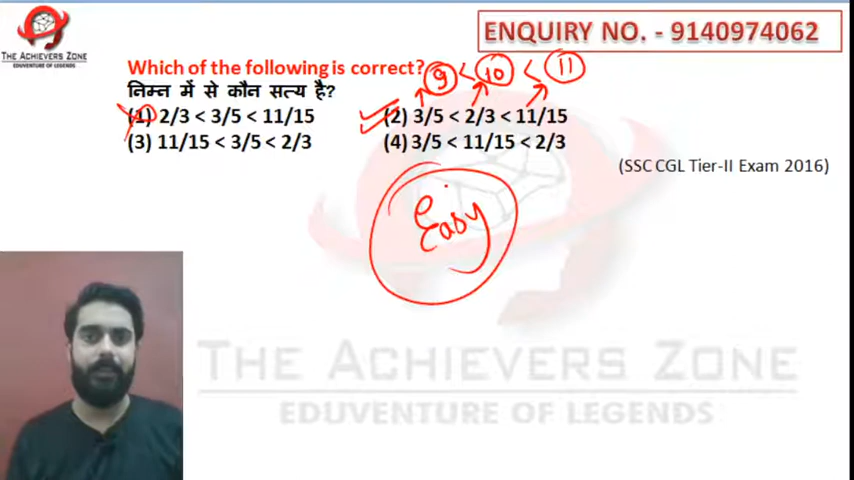 THE ACHIEVERS ZONE
EDUVENTURE OF LEGENDS
ENQUIRY NO. - 9140974062
Which of the following is correct?
9 < 10 < 11
निम्न में से कौन सत्य है?
(1) 2/3 < 3/5 < 11/15
(2) 3/5 < 2/3 < 11/15
(3) 11/15 < 3/5 < 2/3
(4) 3/5 < 11/15 < 2/3
(SSC CGL Tier-II Exam 2016)
Easy
THE ACHIEVERS ZONE
EDUVENTURE OF LEGENDS